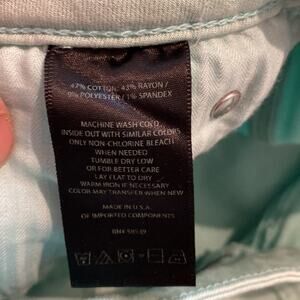 47% COTTON/ 43% RAYON/
9% POLYESTER / 1% SPANDEX
MACHINE WASH COLD
INSIDE OUT WITH SIMILAR COLORS
ONLY NON-CHLORINE BLEACH
WHEN NEEDED
TUMBLE DRY LOW
OR FOR BETTER CARE
LAY FLAT TO DRY
WARM IRON IF NECESSARY
COLOR MAY TRANSFER WHEN NEW
MADE IN U.S.A.
OF IMPORTED COMPONENTS